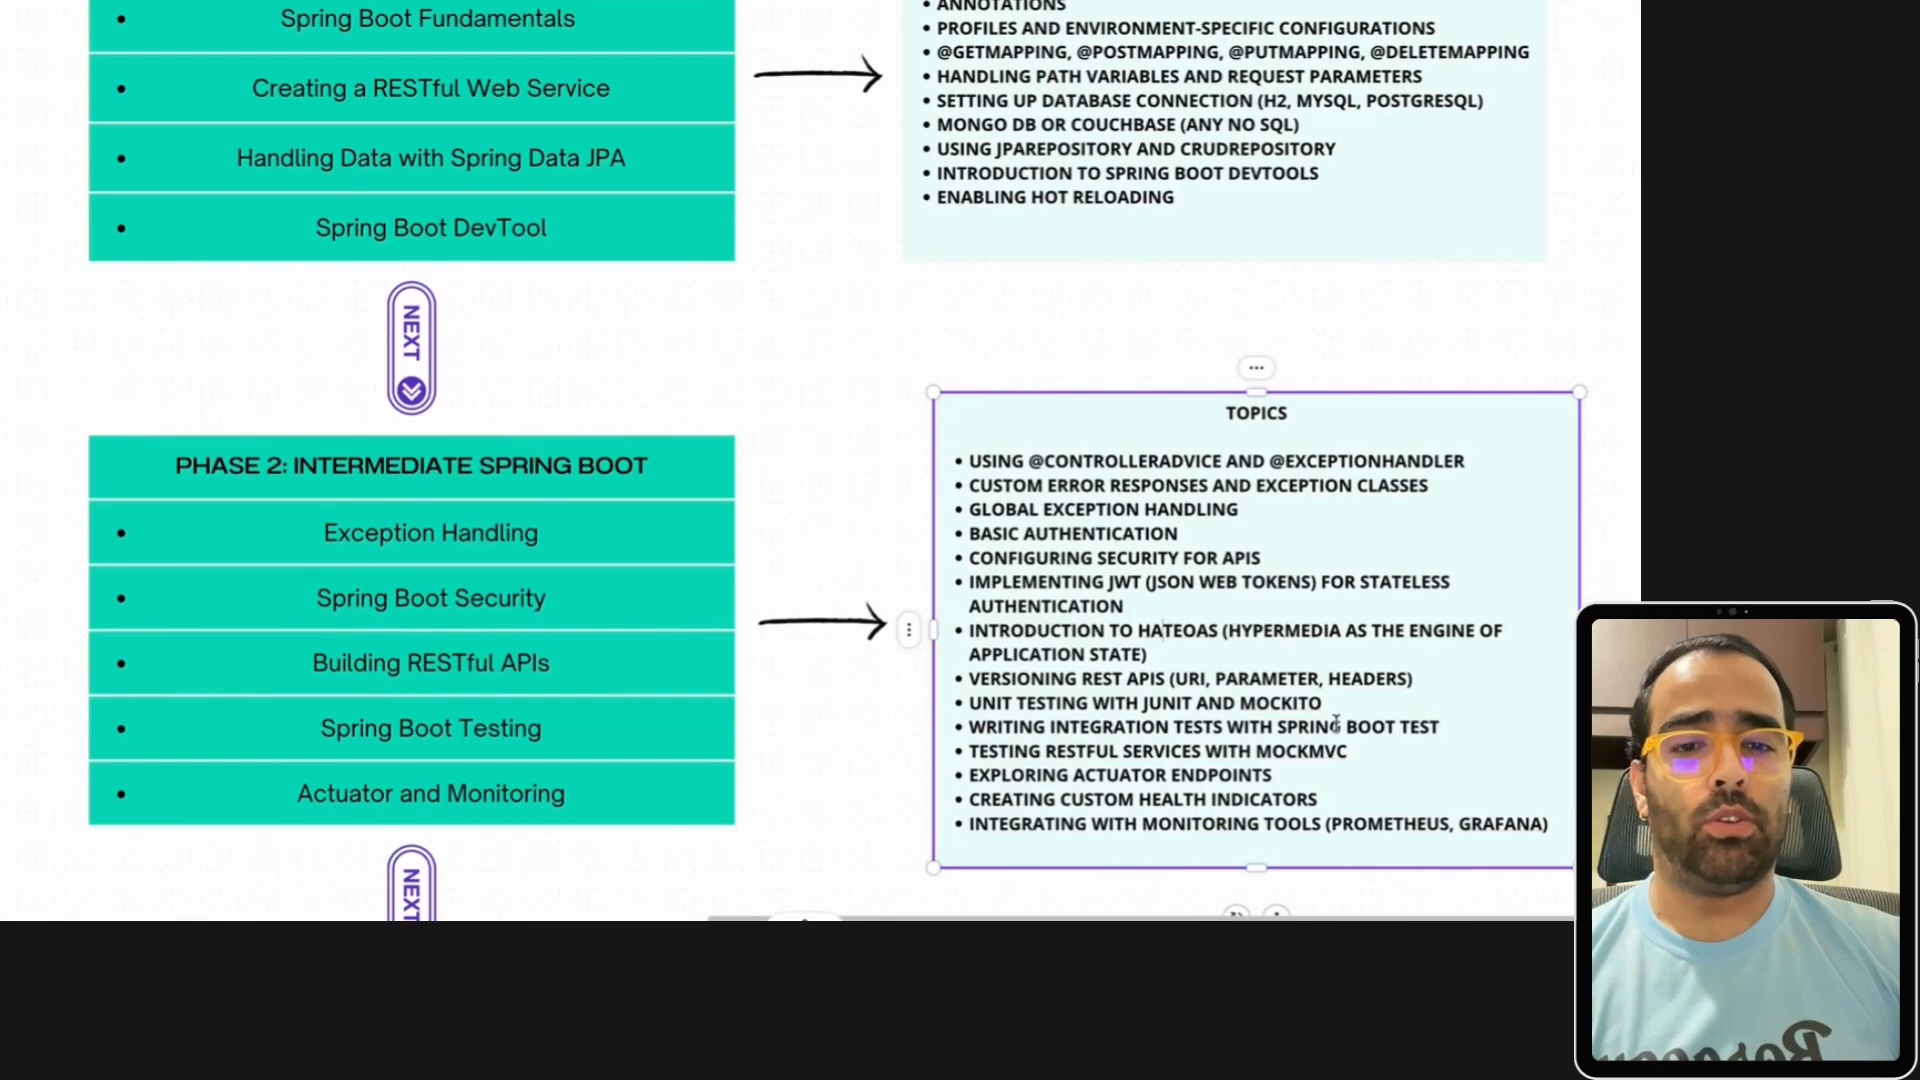 Spring Boot Fundamentals
Creating a RESTful Web Service
Handling Data with Spring Data JPA
Spring Boot DevTool
ANNOTATIONS
• PROFILES AND ENVIRONMENT-SPECIFIC CONFIGURATIONS
• @GETMAPPING, @POSTMAPPING, @PUTMAPPING, @DELETEMAPPING
• HANDLING PATH VARIABLES AND REQUEST PARAMETERS
• SETTING UP DATABASE CONNECTION (H2, MYSQL, POSTGRESQL)
• MONGO DB OR COUCHBASE (ANY NO SQL)
• USING JPAREPOSITORY AND CRUDREPOSITORY
• INTRODUCTION TO SPRING BOOT DEVTOOLS
• ENABLING HOT RELOADING
NEXT
PHASE 2: INTERMEDIATE SPRING BOOT
Exception Handling
Spring Boot Security
Building RESTful APIs
Spring Boot Testing
Actuator and Monitoring
TOPICS
• USING @CONTROLLERADVICE AND @EXCEPTIONHANDLER
• CUSTOM ERROR RESPONSES AND EXCEPTION CLASSES
• GLOBAL EXCEPTION HANDLING
• BASIC AUTHENTICATION
• CONFIGURING SECURITY FOR APIS
• IMPLEMENTING JWT (JSON WEB TOKENS) FOR STATELESS
AUTHENTICATION
• INTRODUCTION TO HATEOAS (HYPERMEDIA AS THE ENGINE OF
APPLICATION STATE)
• VERSIONING REST APIS (URI, PARAMETER, HEADERS)
• UNIT TESTING WITH JUNIT AND MOCKITO
• WRITING INTEGRATION TESTS WITH SPRING BOOT TEST
• TESTING RESTFUL SERVICES WITH MOCKMVC
• EXPLORING ACTUATOR ENDPOINTS
• CREATING CUSTOM HEALTH INDICATORS
• INTEGRATING WITH MONITORING TOOLS (PROMETHEUS, GRAFANA)
NEXT